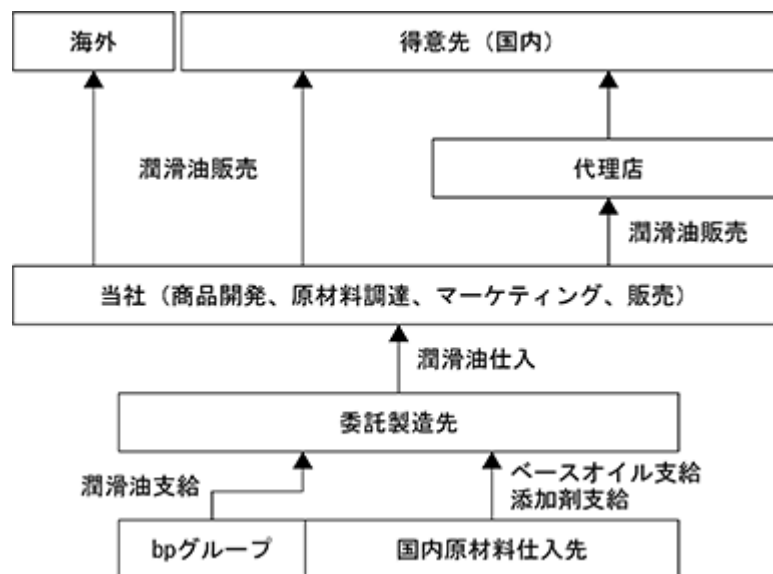 海外
得意先（国内）
潤滑油販売
代理店
潤滑油販売
当社（商品開発、原材料調達、マーケティング、販売）
潤滑油仕入
委託製造先
潤滑油支給
ベースオイル支給
添加剤支給
bpグループ
国内原材料仕入先